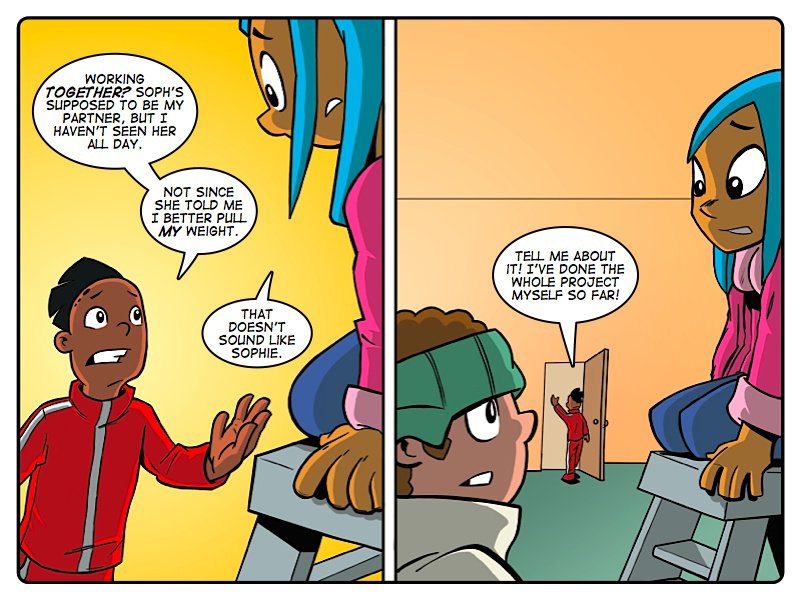 WORKING
TOGETHER? SOPH'S
SUPPOSED TO BE MY
PARTNER, BUT I
HAVEN'T SEEN HER
ALL DAY.
NOT SINCE
SHE TOLD ME
I BETTER PULL
MY WEIGHT.
THAT
DOESN'T
SOUND LIKE
SOPHIE.
TELL ME ABOUT
IT! I'VE DONE THE
WHOLE PROJECT
MYSELF SO FAR!